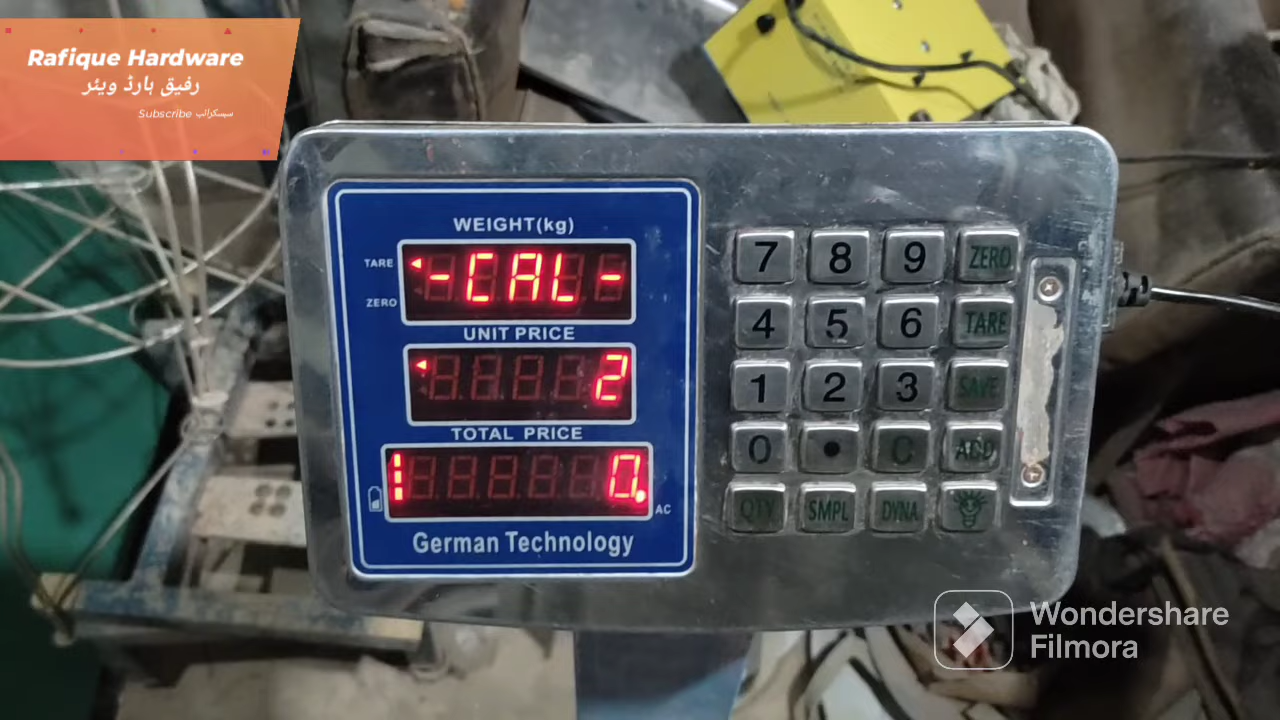 Rafique Hardware
رفیق ہارڈ ویئر
Subscribe سبسکرائب
WEIGHT(kg)
TARE
-CAL-
ZERO
UNIT PRICE
2
TOTAL PRICE
0.
AC
German Technology
7 8 9 ZERO
4 5 6 TARE
1 2 3 SAVE
0 • C ADD
QTY SMPL DVNA
Wondershare
Filmora